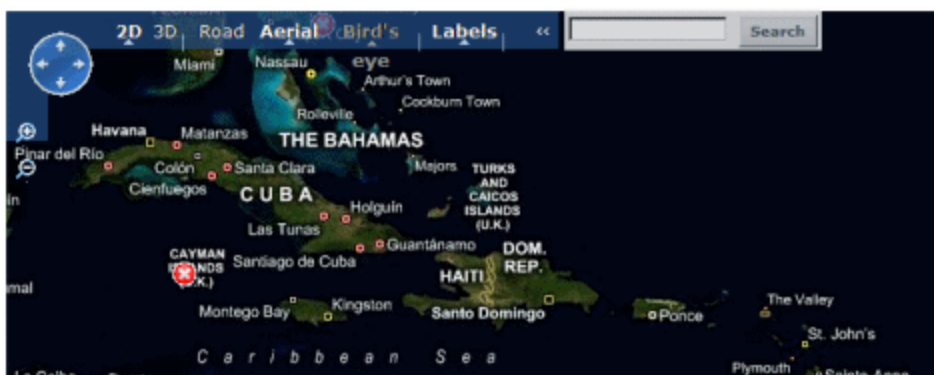 2D 3D Road Aerial Bird's eye Labels « Search
Miami
Nassau
Arthur's Town
Cockburn Town
Rolleville
Havana
Matanzas
THE BAHAMAS
Pinar del Río
Colón
Santa Clara
Majors
TURKS
AND
CAICOS
ISLANDS
(U.K.)
Cienfuegos
CUBA
in
Holguín
Las Tunas
Guantánamo
DOM.
REP.
CAYMAN
Santiago de Cuba
HAITI
mal
Montego Bay
Kingston
Santo Domingo
Ponce
The Valley
St. John's
Caribbean Sea
Plymouth